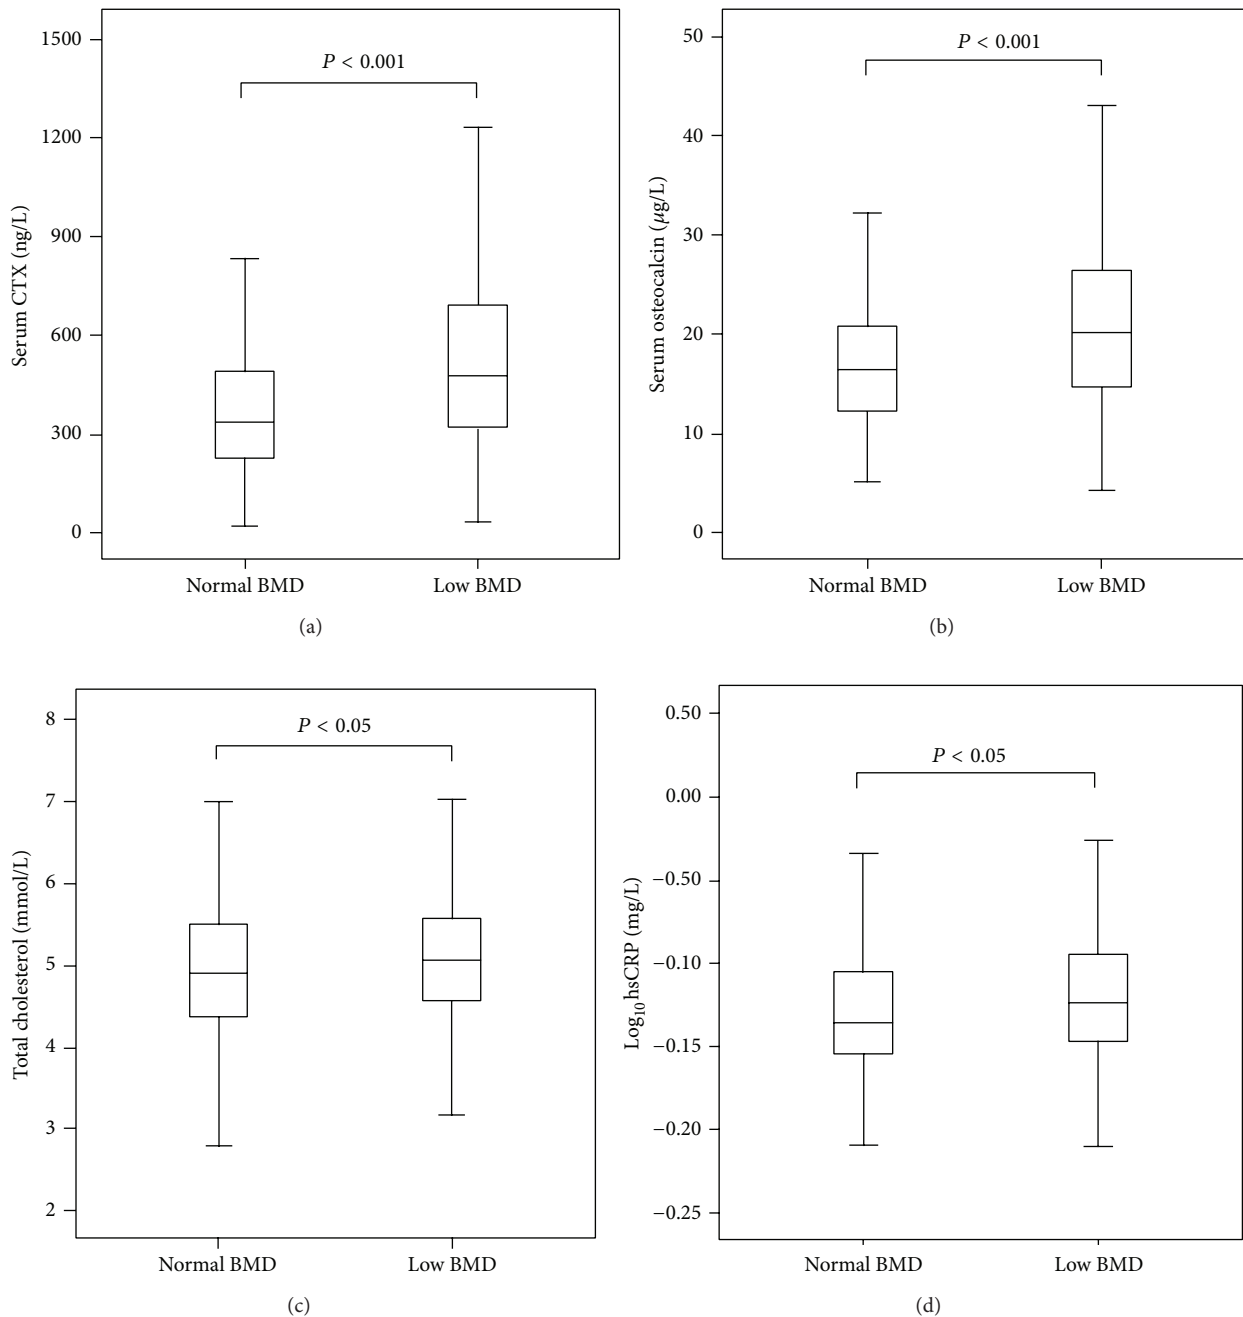 1500
1200
900
600
300
0
Serum CTX (ng/L)
P < 0.001
Normal BMD
Low BMD
(a)
50
40
30
20
10
0
Serum osteocalcin (μg/L)
P < 0.001
Normal BMD
Low BMD
(b)
8
7
6
5
4
3
2
Total cholesterol (mmol/L)
P < 0.05
Normal BMD
Low BMD
(c)
0.50
0.00
−0.50
−0.10
−0.15
−0.20
−0.25
Log₁₀hsCRP (mg/L)
P < 0.05
Normal BMD
Low BMD
(d)